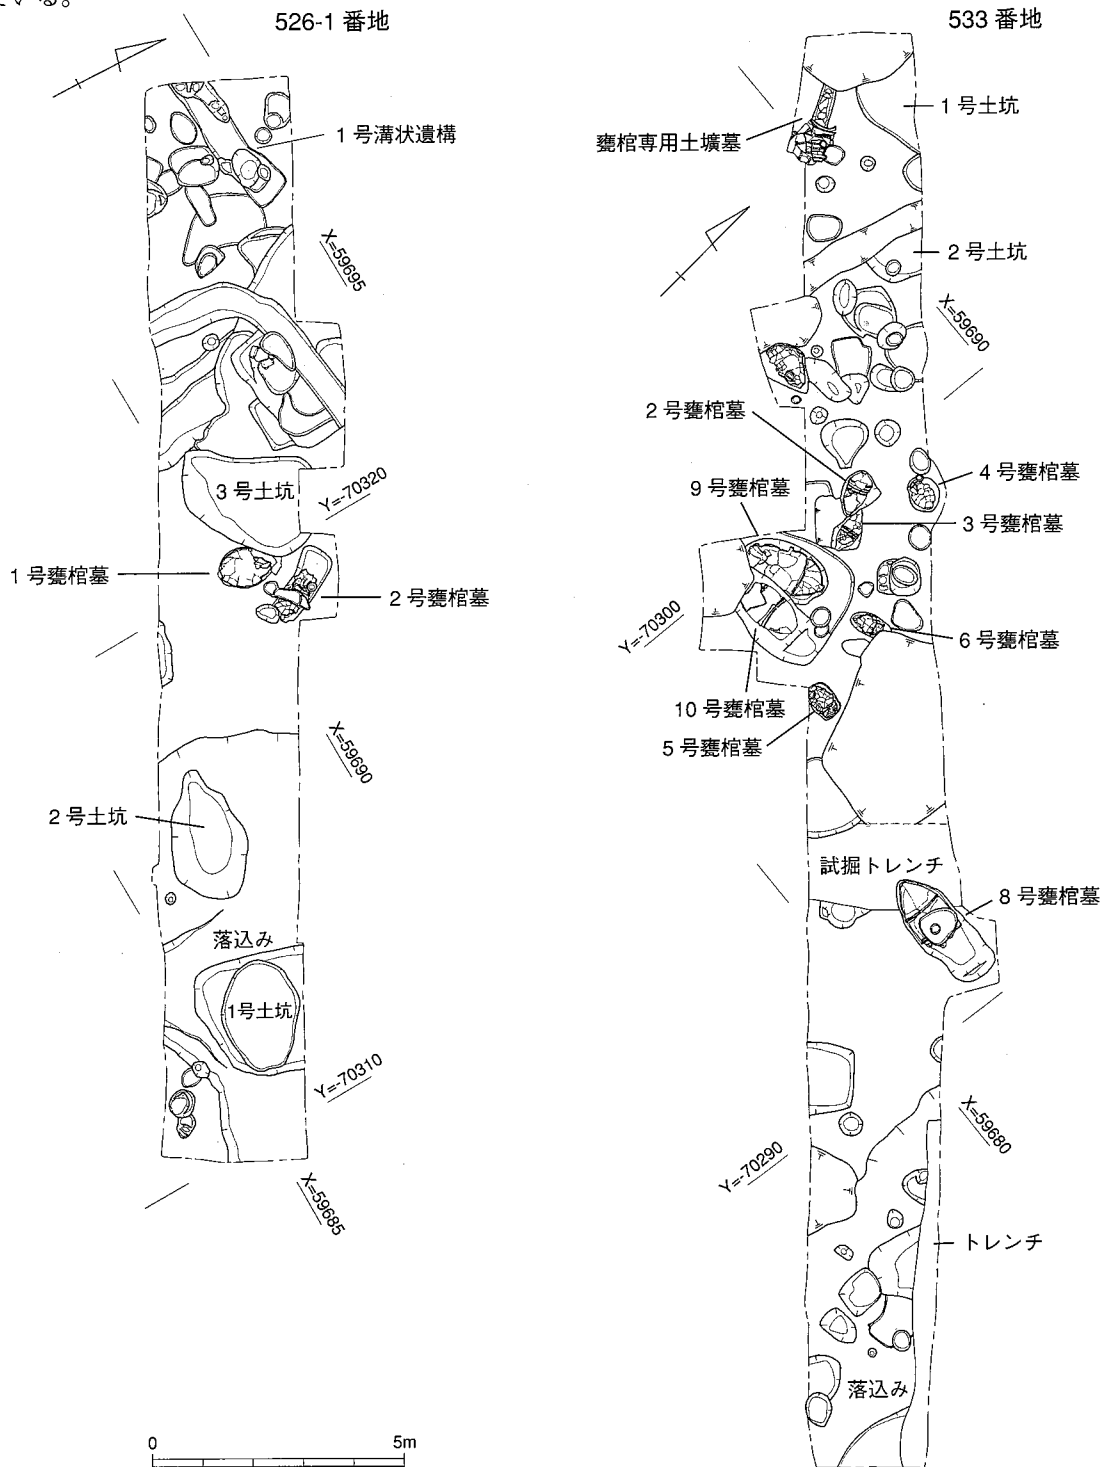 いる。
526-1 番地
1 号溝状遺構
X=59695
3 号土坑
Y=-70320
1 号甕棺墓
2 号甕棺墓
X=59690
2 号土坑
落込み
1号土坑
Y=-70310
X=59685
0
5m
533 番地
1 号土坑
甕棺専用土壙墓
2 号土坑
X=59690
2 号甕棺墓
9 号甕棺墓
4 号甕棺墓
3 号甕棺墓
Y=-70300
6 号甕棺墓
10 号甕棺墓
5 号甕棺墓
試掘トレンチ
8 号甕棺墓
X=59680
Y=-70290
トレンチ
落込み